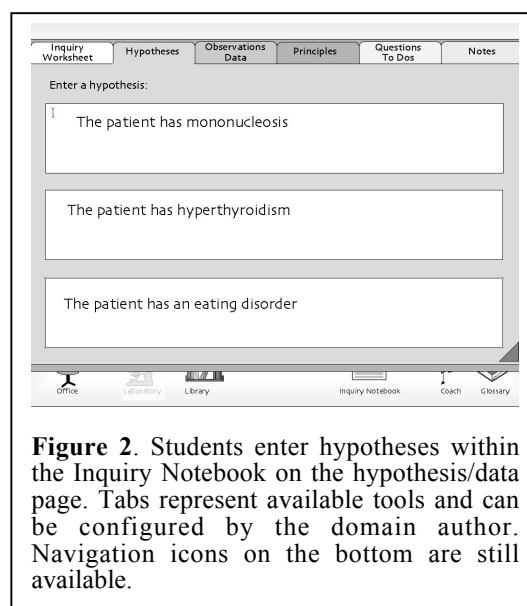 Inquiry Worksheet Hypotheses Observations Data Principles Questions To Dos Notes
Enter a hypothesis:
The patient has mononucleosis
The patient has hyperthyroidism
The patient has an eating disorder
Office Laboratory Library Inquiry Notebook Coach Glossary
Figure 2. Students enter hypotheses within
the Inquiry Notebook on the hypothesis/data
page. Tabs represent available tools and can
be configured by the domain author.
Navigation icons on the bottom are still
available.